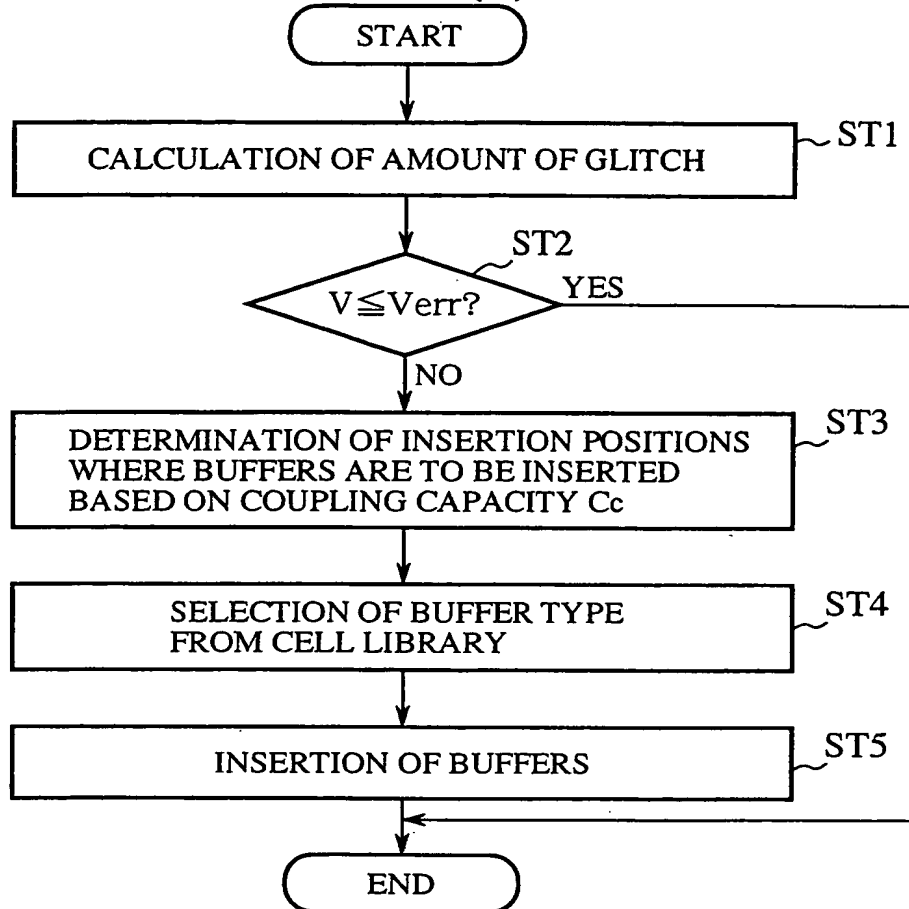 START
CALCULATION OF AMOUNT OF GLITCH
ST1
ST2
V≦Verr?
YES
NO
DETERMINATION OF INSERTION POSITIONS
WHERE BUFFERS ARE TO BE INSERTED
BASED ON COUPLING CAPACITY Cc
ST3
SELECTION OF BUFFER TYPE
FROM CELL LIBRARY
ST4
INSERTION OF BUFFERS
ST5
END